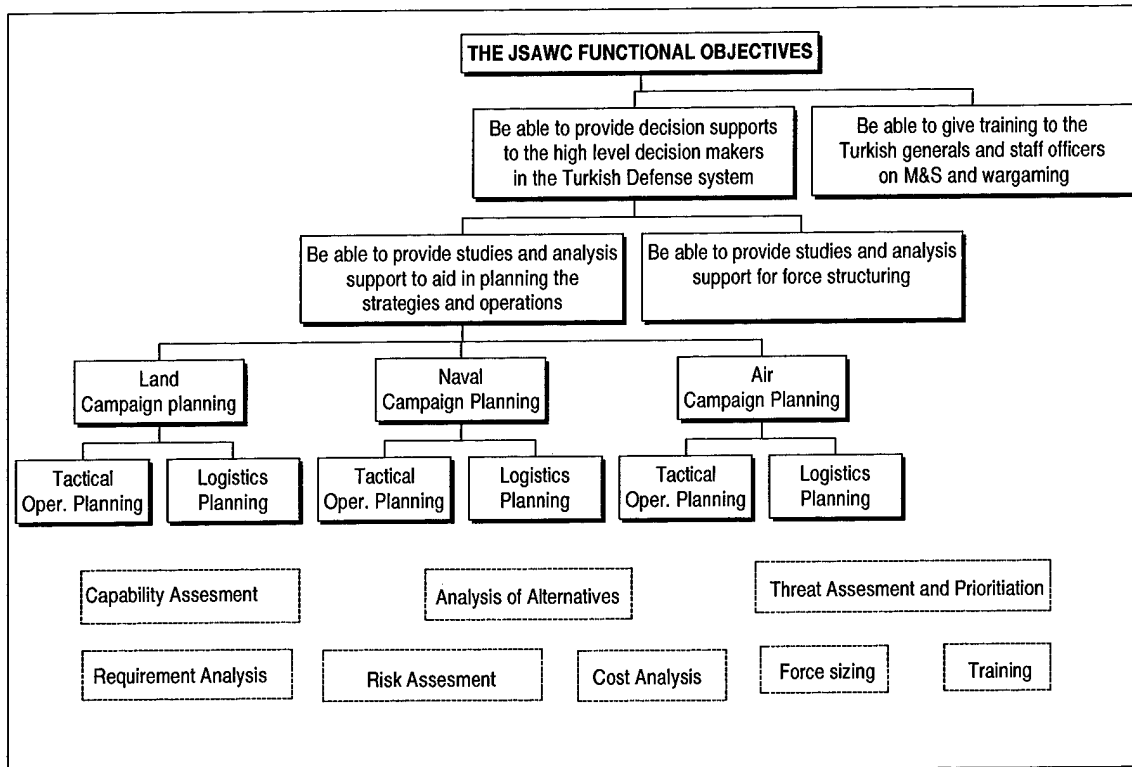 THE JSAWC FUNCTIONAL OBJECTIVES
Be able to provide decision supports
to the high level decision makers
in the Turkish Defense system
Be able to give training to the
Turkish generals and staff officers
on M&S and wargaming
Be able to provide studies and analysis
support to aid in planning the
strategies and operations
Be able to provide studies and analysis
support for force structuring
Land
Campaign planning
Naval
Campaign Planning
Air
Campaign Planning
Tactical
Oper. Planning
Logistics
Planning
Tactical
Oper. Planning
Logistics
Planning
Tactical
Oper. Planning
Logistics
Planning
Capability Assesment
Analysis of Alternatives
Threat Assesment and Prioritiation
Requirement Analysis
Risk Assesment
Cost Analysis
Force sizing
Training